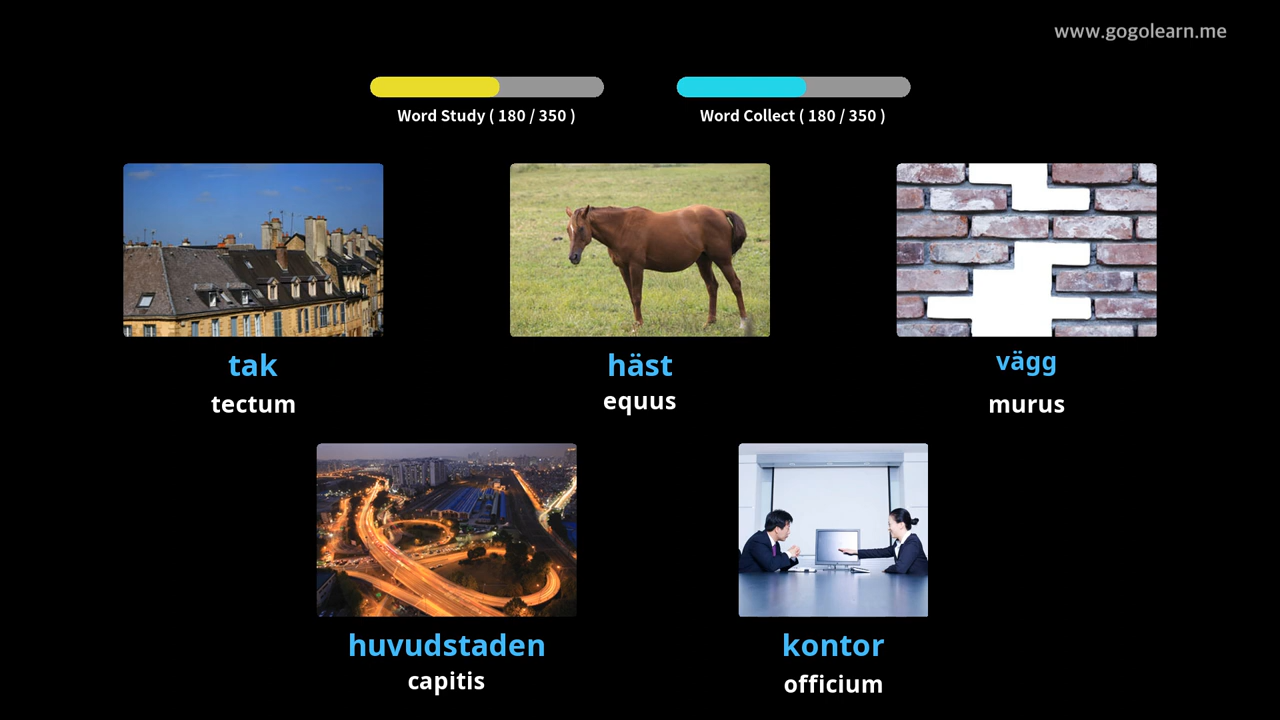 www.gogolearn.me
Word Study ( 180 / 350 )
Word Collect ( 180 / 350 )
tak
tectum
häst
equus
vägg
murus
huvudstaden
capitis
kontor
officium